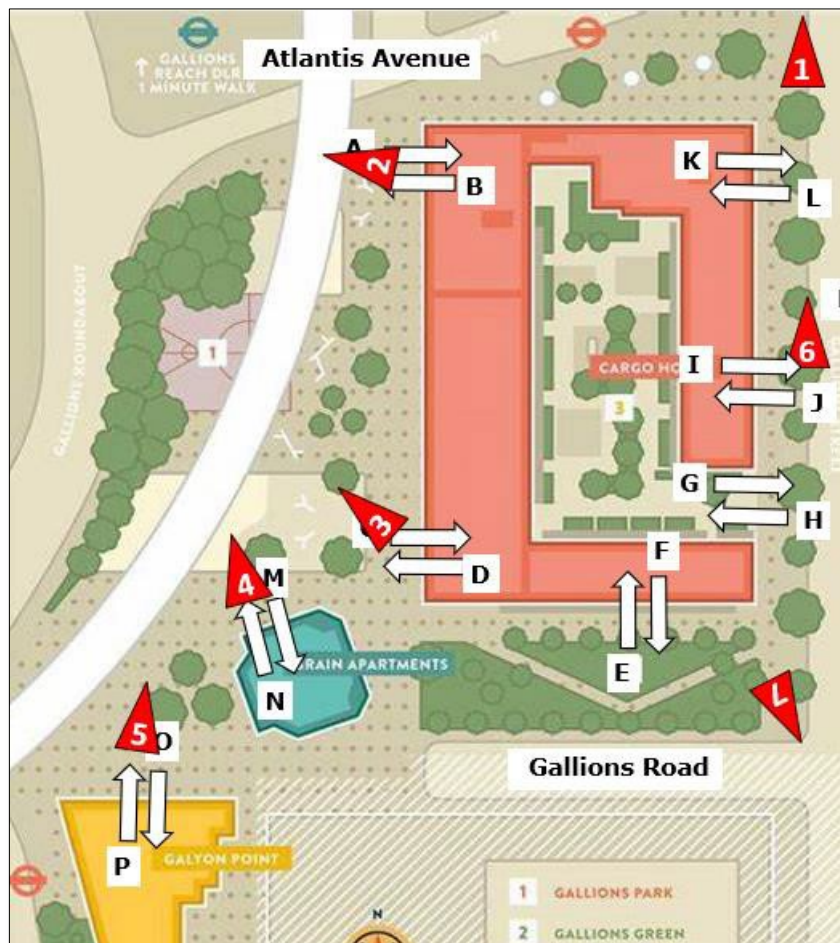 GALLIONS
REACH DLR
1 MINUTE WALK
Atlantis Avenue
1
A
2
B
K
L
GALLIONS ROUNDABOUT
1
I
6
CARGO HO
J
3
G
H
3
D
F
4
M
GRAIN APARTMENTS
N
E
7
5
O
Gallions Road
P
GALYON POINT
N
1 GALLIONS PARK
2 GALLIONS GREEN